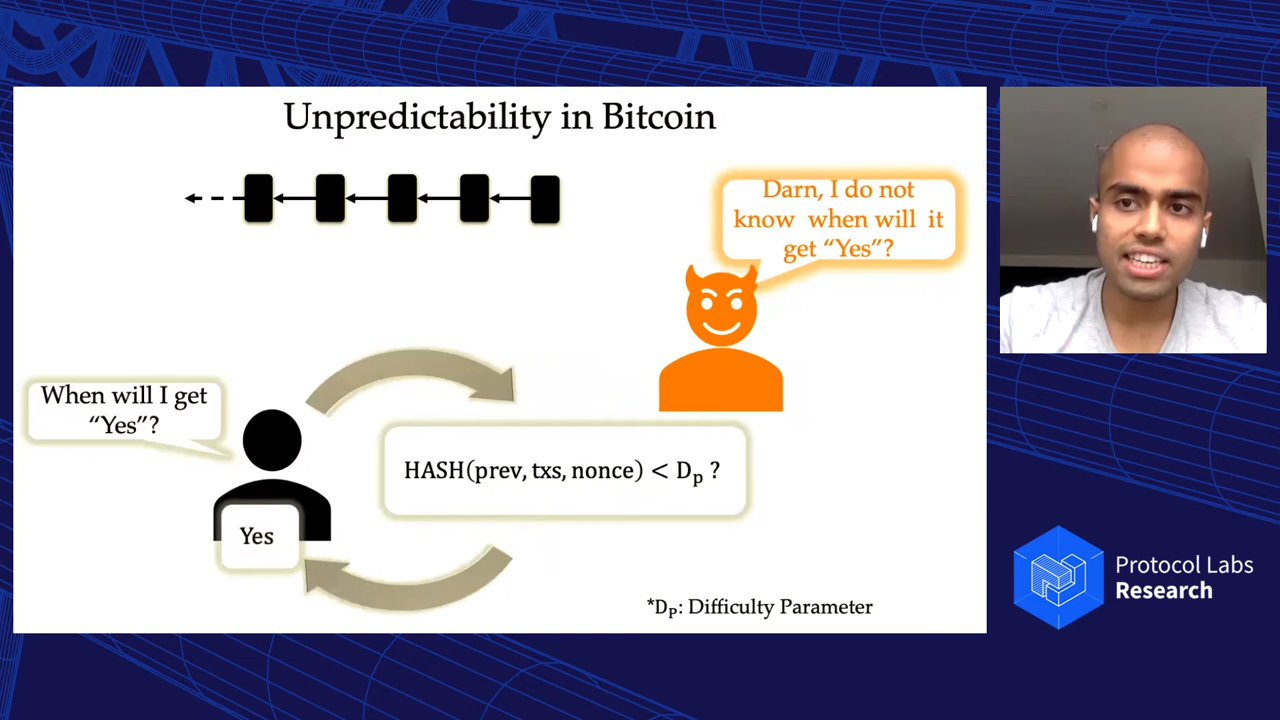 Unpredictability in Bitcoin
Darn, I do not
know when will it
get “Yes”?
When will I get
“Yes”?
HASH(prev, txs, nonce) < Dp ?
Yes
*Dp: Difficulty Parameter
Protocol Labs
Research